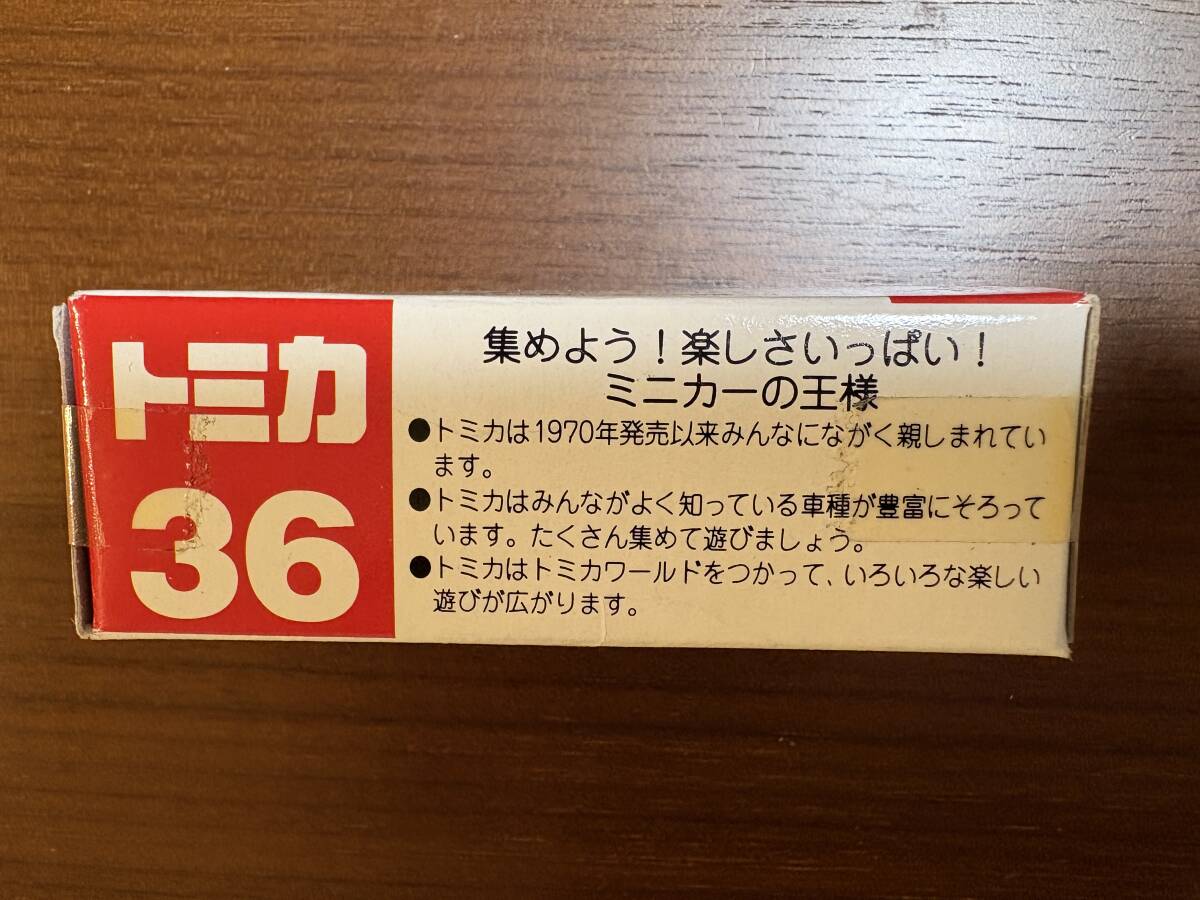 トミカ
36
集めよう！楽しさいっぱい！
ミニカーの王様
●トミカは1970年発売以来みんなにながく親しまれてい
ます。
●トミカはみんながよく知っている車種が豊富にそろって
います。たくさん集めて遊びましょう。
●トミカはトミカワールドをつかって、いろいろな楽しい
遊びが広がります。